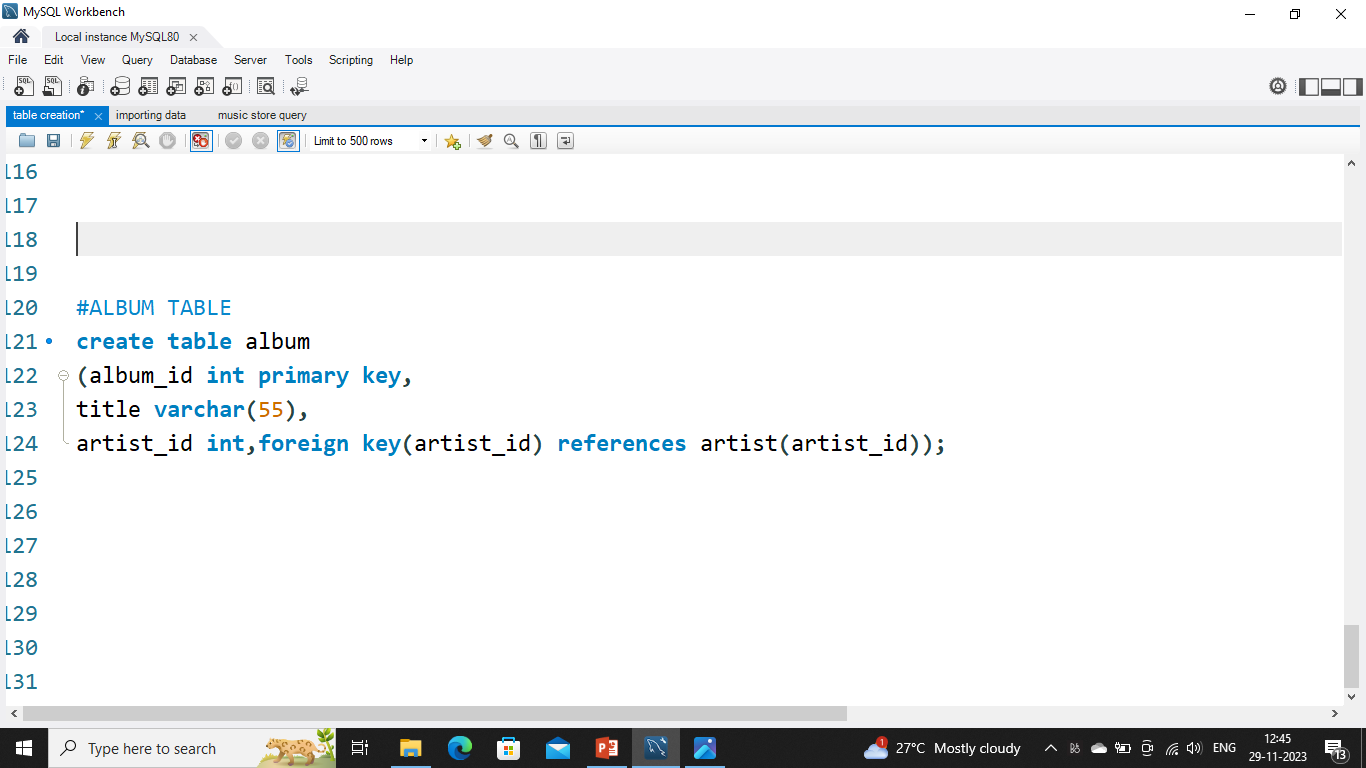 MySQL Workbench
Local instance MySQL80
File Edit View Query Database Server Tools Scripting Help
table creation* importing data music store query
Limit to 500 rows
116
117
118
119
120 #ALBUM TABLE
121 create table album
122 (album_id int primary key,
123 title varchar(55),
124 artist_id int,foreign key(artist_id) references artist(artist_id));
125
126
127
128
129
130
131
Type here to search
1
27°C Mostly cloudy
ENG
12:45
29-11-2023
13